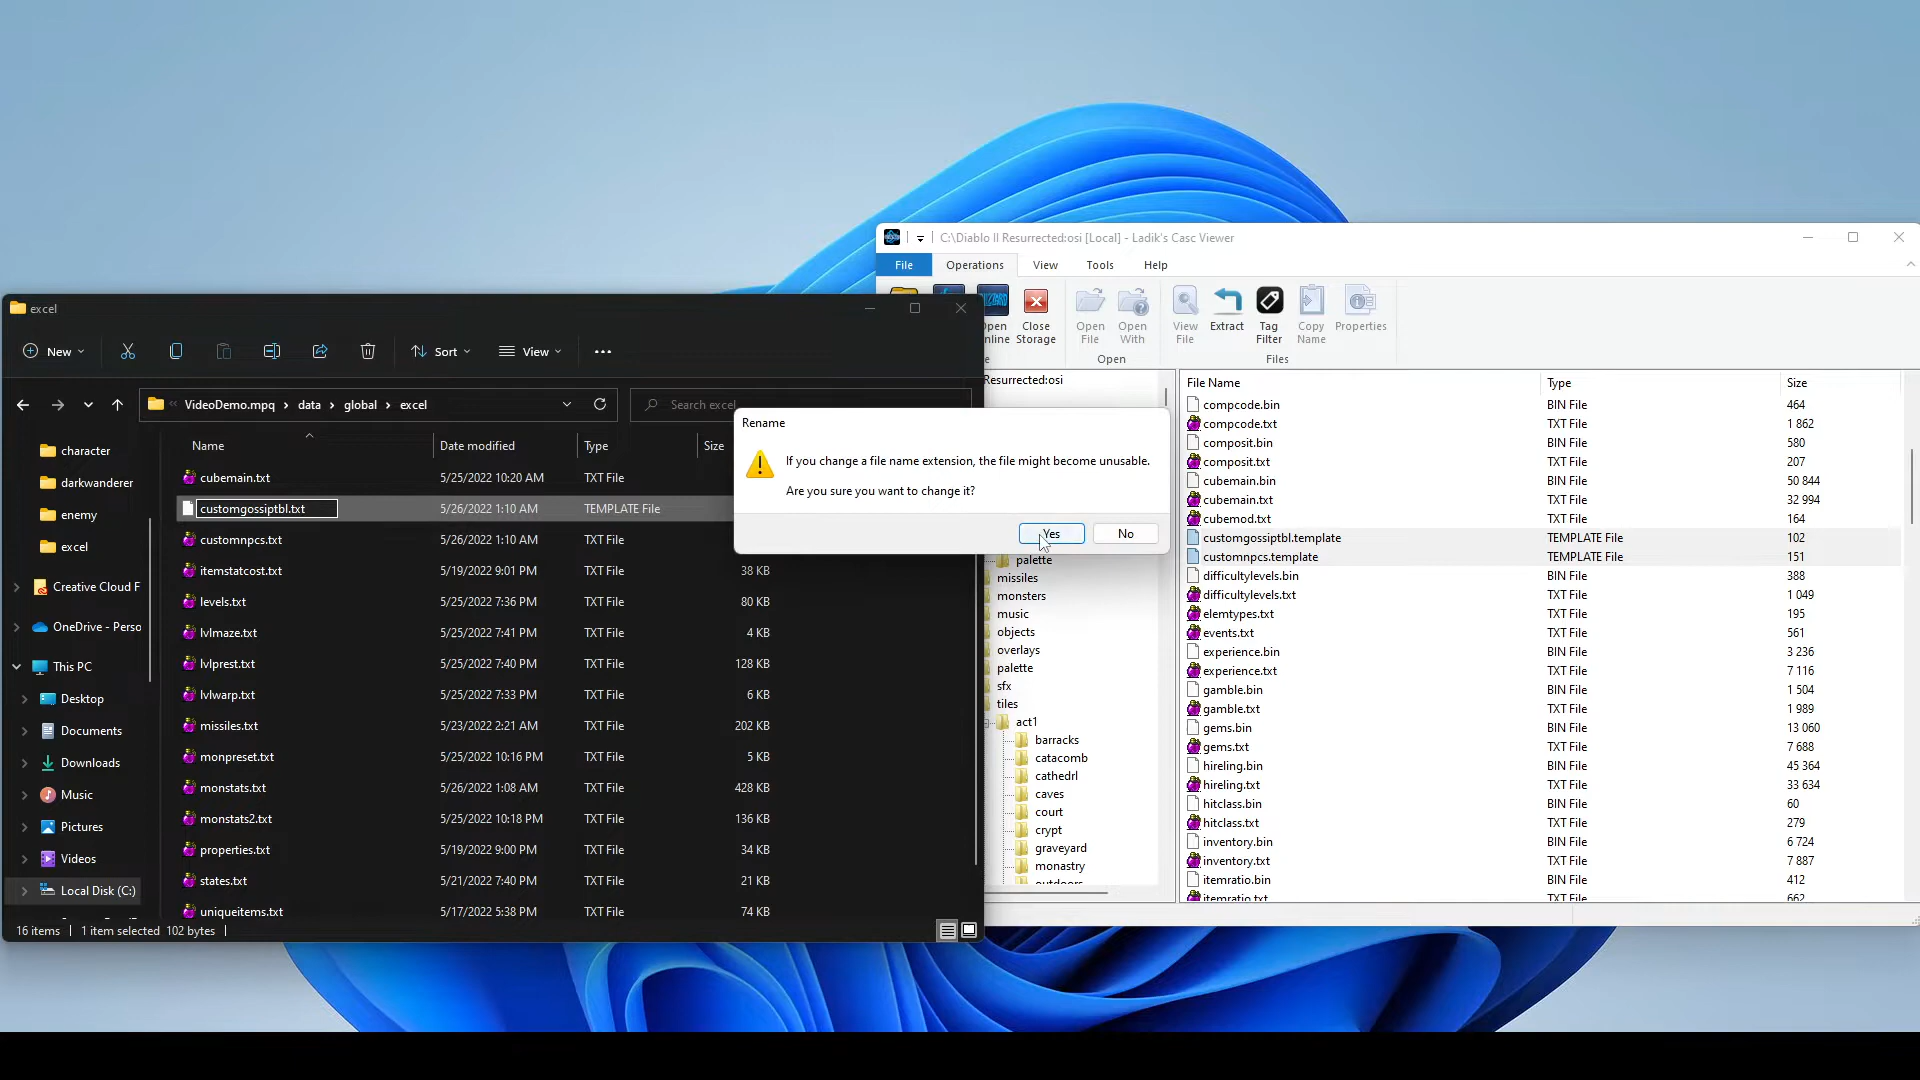 C:\Diablo II Resurrected:osi [Local] - Ladik's Casc Viewer
File
Operations
View
Tools
Help
Close Storage
Open File
Open With
View File
Extract
Tag Filter
Copy Name
Properties
Open
Files
Resurrected:osi
palette
missiles
monsters
music
objects
overlays
palette
sfx
tiles
act1
barracks
catacomb
cathedrl
caves
court
crypt
graveyard
monastry
outdoors
File Name Type Size
compcode.bin BIN File 464
compcode.txt TXT File 1 862
composit.bin BIN File 580
composit.txt TXT File 207
cubemain.bin BIN File 50 844
cubemain.txt TXT File 32 994
cubemod.txt TXT File 164
customgossiptbl.template TEMPLATE File 102
customnpcs.template TEMPLATE File 151
difficultylevels.bin BIN File 388
difficultylevels.txt TXT File 1 049
elemtypes.txt TXT File 195
events.txt TXT File 561
experience.bin BIN File 3 236
experience.txt TXT File 7 116
gamble.bin BIN File 1 504
gamble.txt TXT File 1 989
gems.bin BIN File 13 060
gems.txt TXT File 7 688
hireling.bin BIN File 45 364
hireling.txt TXT File 33 634
hitclass.bin BIN File 60
hitclass.txt TXT File 279
inventory.bin BIN File 6 724
inventory.txt TXT File 7 887
itemratio.bin BIN File 412
itemratio.txt TXT File 662
excel
New
Sort
View
VideoDemo.mpq > data > global > excel
Search excel
character
darkwanderer
enemy
excel
Creative Cloud F
OneDrive - Perso
This PC
Desktop
Documents
Downloads
Music
Pictures
Videos
Local Disk (C:)
Name Date modified Type Size
cubemain.txt 5/25/2022 10:20 AM TXT File
customgossiptbl.txt 5/26/2022 1:10 AM TEMPLATE File
customnpcs.txt 5/26/2022 1:10 AM TXT File
itemstatcost.txt 5/19/2022 9:01 PM TXT File 38 KB
levels.txt 5/25/2022 7:36 PM TXT File 80 KB
lvlmaze.txt 5/25/2022 7:41 PM TXT File 4 KB
lvlprest.txt 5/25/2022 7:40 PM TXT File 128 KB
lvlwarp.txt 5/25/2022 7:33 PM TXT File 6 KB
missiles.txt 5/23/2022 2:21 AM TXT File 202 KB
monpreset.txt 5/25/2022 10:16 PM TXT File 5 KB
monstats.txt 5/26/2022 1:08 AM TXT File 428 KB
monstats2.txt 5/25/2022 10:18 PM TXT File 136 KB
properties.txt 5/19/2022 9:00 PM TXT File 34 KB
states.txt 5/21/2022 7:40 PM TXT File 21 KB
uniqueitems.txt 5/17/2022 5:38 PM TXT File 74 KB
16 items 1 item selected 102 bytes
Rename
If you change a file name extension, the file might become unusable.
Are you sure you want to change it?
Yes
No